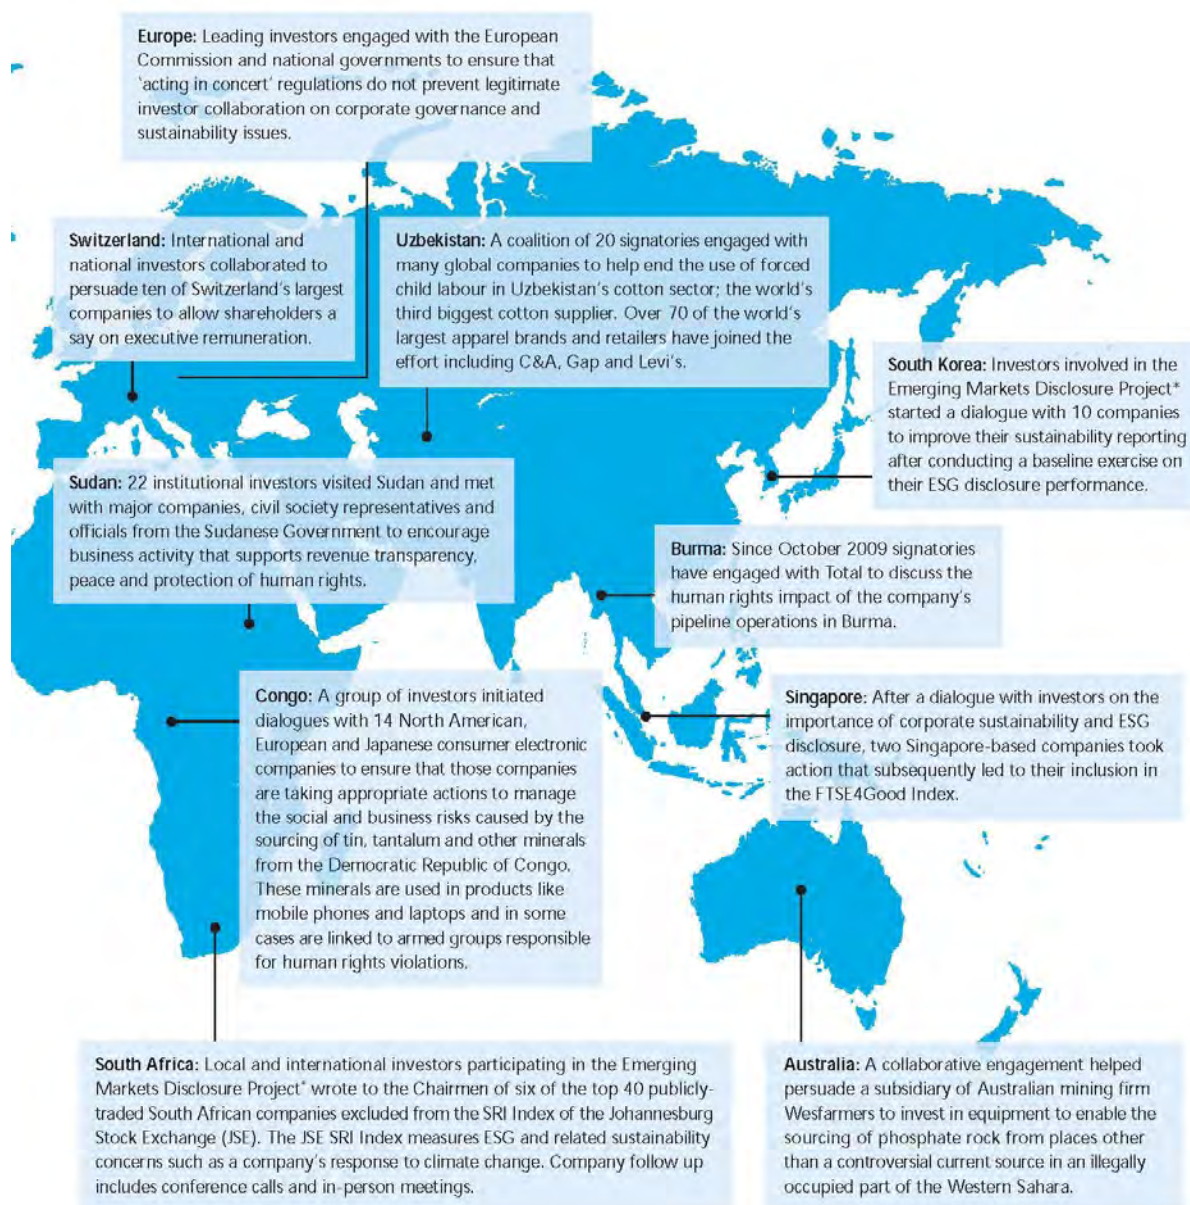 Europe: Leading investors engaged with the European
Commission and national governments to ensure that
'acting in concert' regulations do not prevent legitimate
investor collaboration on corporate governance and
sustainability issues.
Switzerland: International and
national investors collaborated to
persuade ten of Switzerland's largest
companies to allow shareholders a
say on executive remuneration.
Uzbekistan: A coalition of 20 signatories engaged with
many global companies to help end the use of forced
child labour in Uzbekistan's cotton sector; the world's
third biggest cotton supplier. Over 70 of the world's
largest apparel brands and retailers have joined the
effort including C&A, Gap and Levi's.
South Korea: Investors involved in the
Emerging Markets Disclosure Project*
started a dialogue with 10 companies
to improve their sustainability reporting
after conducting a baseline exercise on
their ESG disclosure performance.
Sudan: 22 institutional investors visited Sudan and met
with major companies, civil society representatives and
officials from the Sudanese Government to encourage
business activity that supports revenue transparency,
peace and protection of human rights.
Burma: Since October 2009 signatories
have engaged with Total to discuss the
human rights impact of the company's
pipeline operations in Burma.
Congo: A group of investors initiated
dialogues with 14 North American,
European and Japanese consumer electronic
companies to ensure that those companies
are taking appropriate actions to manage
the social and business risks caused by the
sourcing of tin, tantalum and other minerals
from the Democratic Republic of Congo.
These minerals are used in products like
mobile phones and laptops and in some
cases are linked to armed groups responsible
for human rights violations.
Singapore: After a dialogue with investors on the
importance of corporate sustainability and ESG
disclosure, two Singapore-based companies took
action that subsequently led to their inclusion in
the FTSE4Good Index.
South Africa: Local and international investors participating in the Emerging
Markets Disclosure Project* wrote to the Chairmen of six of the top 40 publicly-
traded South African companies excluded from the SRI Index of the Johannesburg
Stock Exchange (JSE). The JSE SRI Index measures ESG and related sustainability
concerns such as a company's response to climate change. Company follow up
includes conference calls and in-person meetings.
Australia: A collaborative engagement helped
persuade a subsidiary of Australian mining firm
Wesfarmers to invest in equipment to enable the
sourcing of phosphate rock from places other
than a controversial current source in an illegally
occupied part of the Western Sahara.